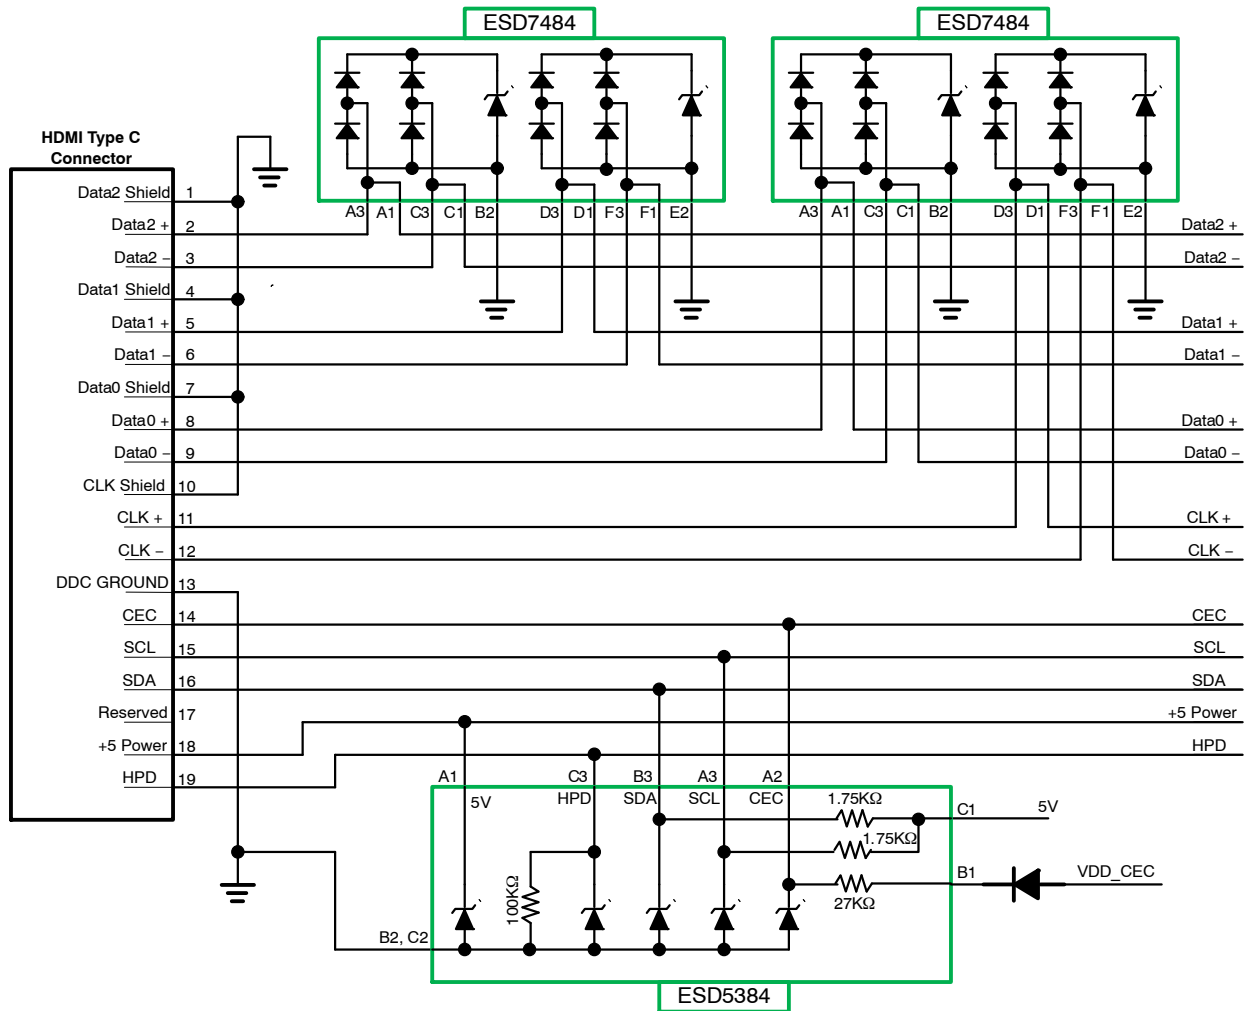 ESD7484
ESD7484
HDMI Type C
Connector
A3 A1 C3 C1 B2 D3 D1 F3 F1 E2
A3 A1 C3 C1 B2 D3 D1 F3 F1 E2
Data2 Shield 1
Data2 + 2 Data2 +
Data2 − 3 Data2 −
Data1 Shield 4
Data1 + 5 Data1 +
Data1 − 6 Data1 −
Data0 Shield 7
Data0 + 8 Data0 +
Data0 − 9 Data0 −
CLK Shield 10
CLK + 11 CLK +
CLK − 12 CLK −
DDC GROUND 13
CEC 14 CEC
SCL 15 SCL
SDA 16 SDA
Reserved 17 +5 Power
+5 Power 18 HPD
HPD 19
A1 C3 B3 A3 A2
5V HPD SDA SCL CEC
1.75KΩ C1 5V
1.75KΩ
B1 VDD_CEC
27KΩ
100KΩ
B2, C2
ESD5384